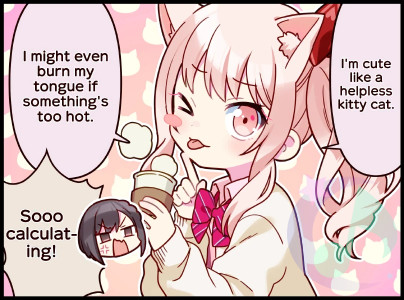 I'm cute
like a
helpless
kitty cat.
I might even
burn my
tongue if
something's
too hot.
Sooo
calculat-
ing!